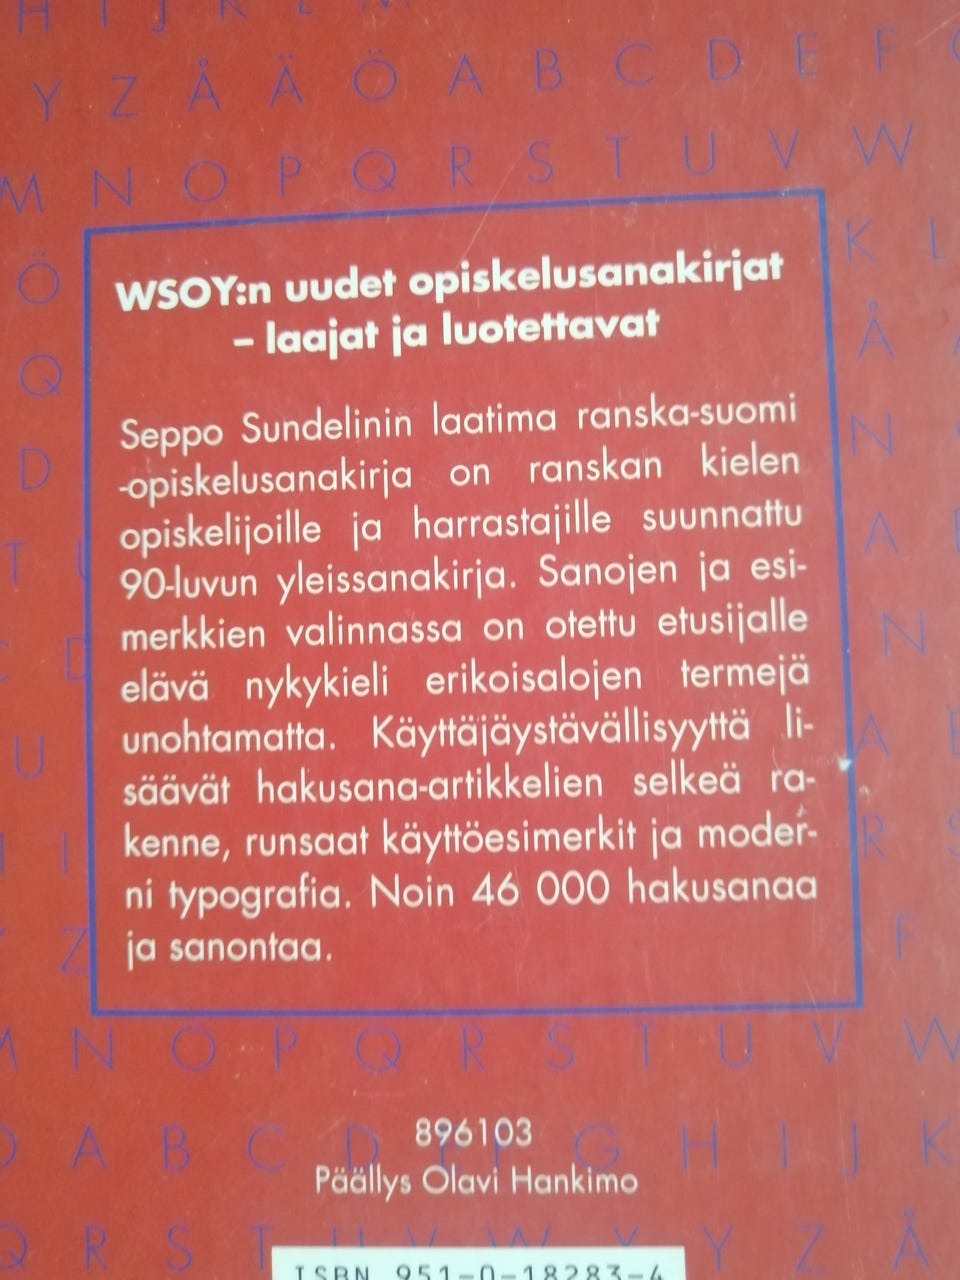 H I J K L M
Y Z Å Ä Ö A B C D E F
M N O P Q R S T U V W
WSOY:n uudet opiskelusanakirjat
– laajat ja luotettavat
Seppo Sundelinin laatima ranska-suomi
-opiskelusanakirja on ranskan kielen
opiskelijoille ja harrastajille suunnattu
90-luvun yleissanakirja. Sanojen ja esi-
merkkien valinnassa on otettu etusijalle
elävä nykykieli erikoisalojen termejä
unohtamatta. Käyttäjäystävällisyyttä li-
säävät hakusana-artikkelien selkeä ra-
kenne, runsaat käyttöesimerkit ja moder-
ni typografia. Noin 46 000 hakusanaa
ja sanontaa.
M N O P Q R S T U V W
896103
A B C D F G H I J K
Päällys Olavi Hankimo
Q R S T U V W X Y Z Å
ISBN 951-0-18283-4